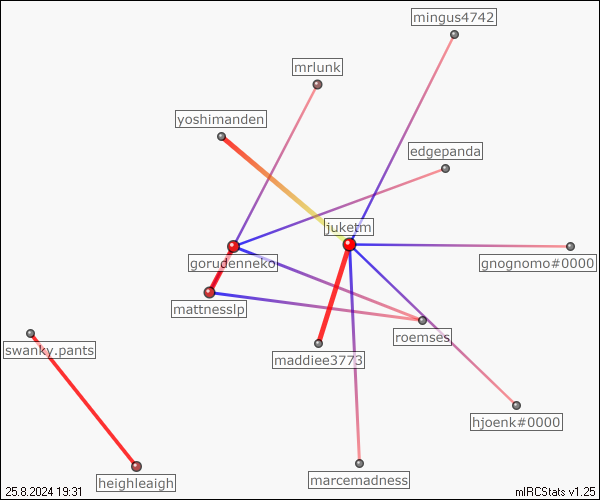 mingus4742
mrlunk
yoshimanden
edgepanda
juketm
gorudenneko
gnognomo#0000
mattnesslp
roemses
swanky.pants
maddiee3773
hjoenk#0000
heighleaigh
marcemadness
25.8.2024 19:31
mIRCStats v1.25